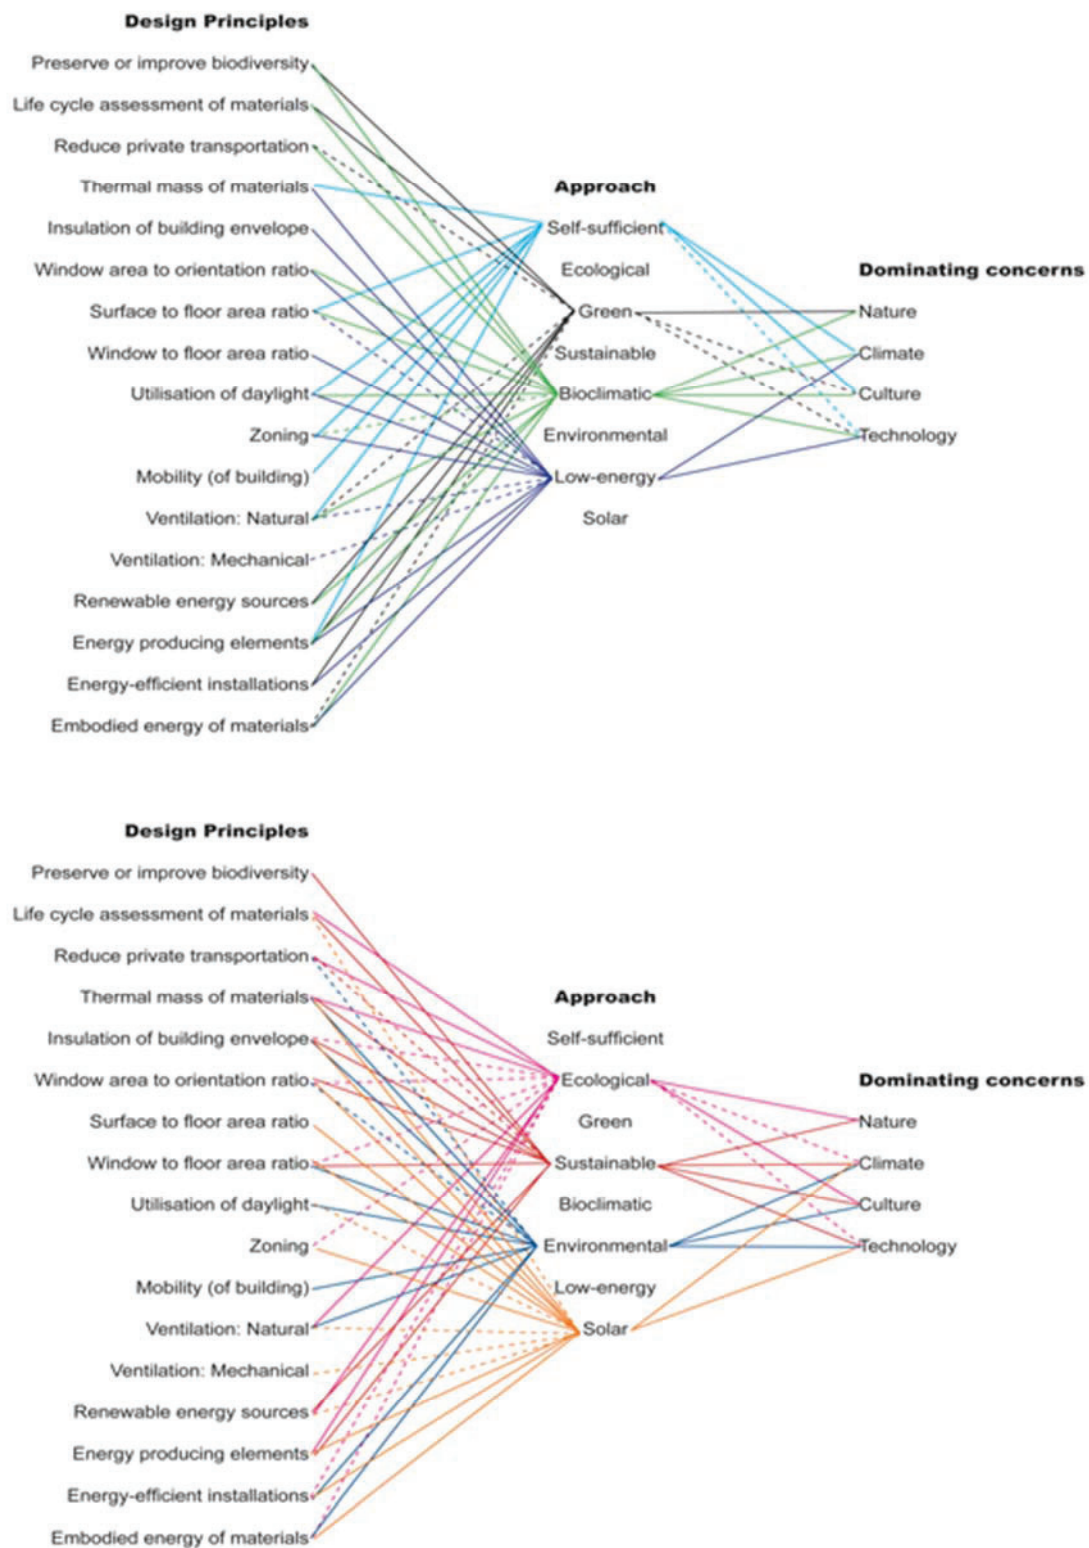 Design Principles
Preserve or improve biodiversity
Life cycle assessment of materials
Reduce private transportation
Thermal mass of materials
Insulation of building envelope
Window area to orientation ratio
Surface to floor area ratio
Window to floor area ratio
Utilisation of daylight
Zoning
Mobility (of building)
Ventilation: Natural
Ventilation: Mechanical
Renewable energy sources
Energy producing elements
Energy-efficient installations
Embodied energy of materials
Approach
Self-sufficient
Ecological
Green
Sustainable
Bioclimatic
Environmental
Low-energy
Solar
Dominating concerns
Nature
Climate
Culture
Technology
Design Principles
Preserve or improve biodiversity
Life cycle assessment of materials
Reduce private transportation
Thermal mass of materials
Insulation of building envelope
Window area to orientation ratio
Surface to floor area ratio
Window to floor area ratio
Utilisation of daylight
Zoning
Mobility (of building)
Ventilation: Natural
Ventilation: Mechanical
Renewable energy sources
Energy producing elements
Energy-efficient installations
Embodied energy of materials
Approach
Self-sufficient
Ecological
Green
Sustainable
Bioclimatic
Environmental
Low-energy
Solar
Dominating concerns
Nature
Climate
Culture
Technology